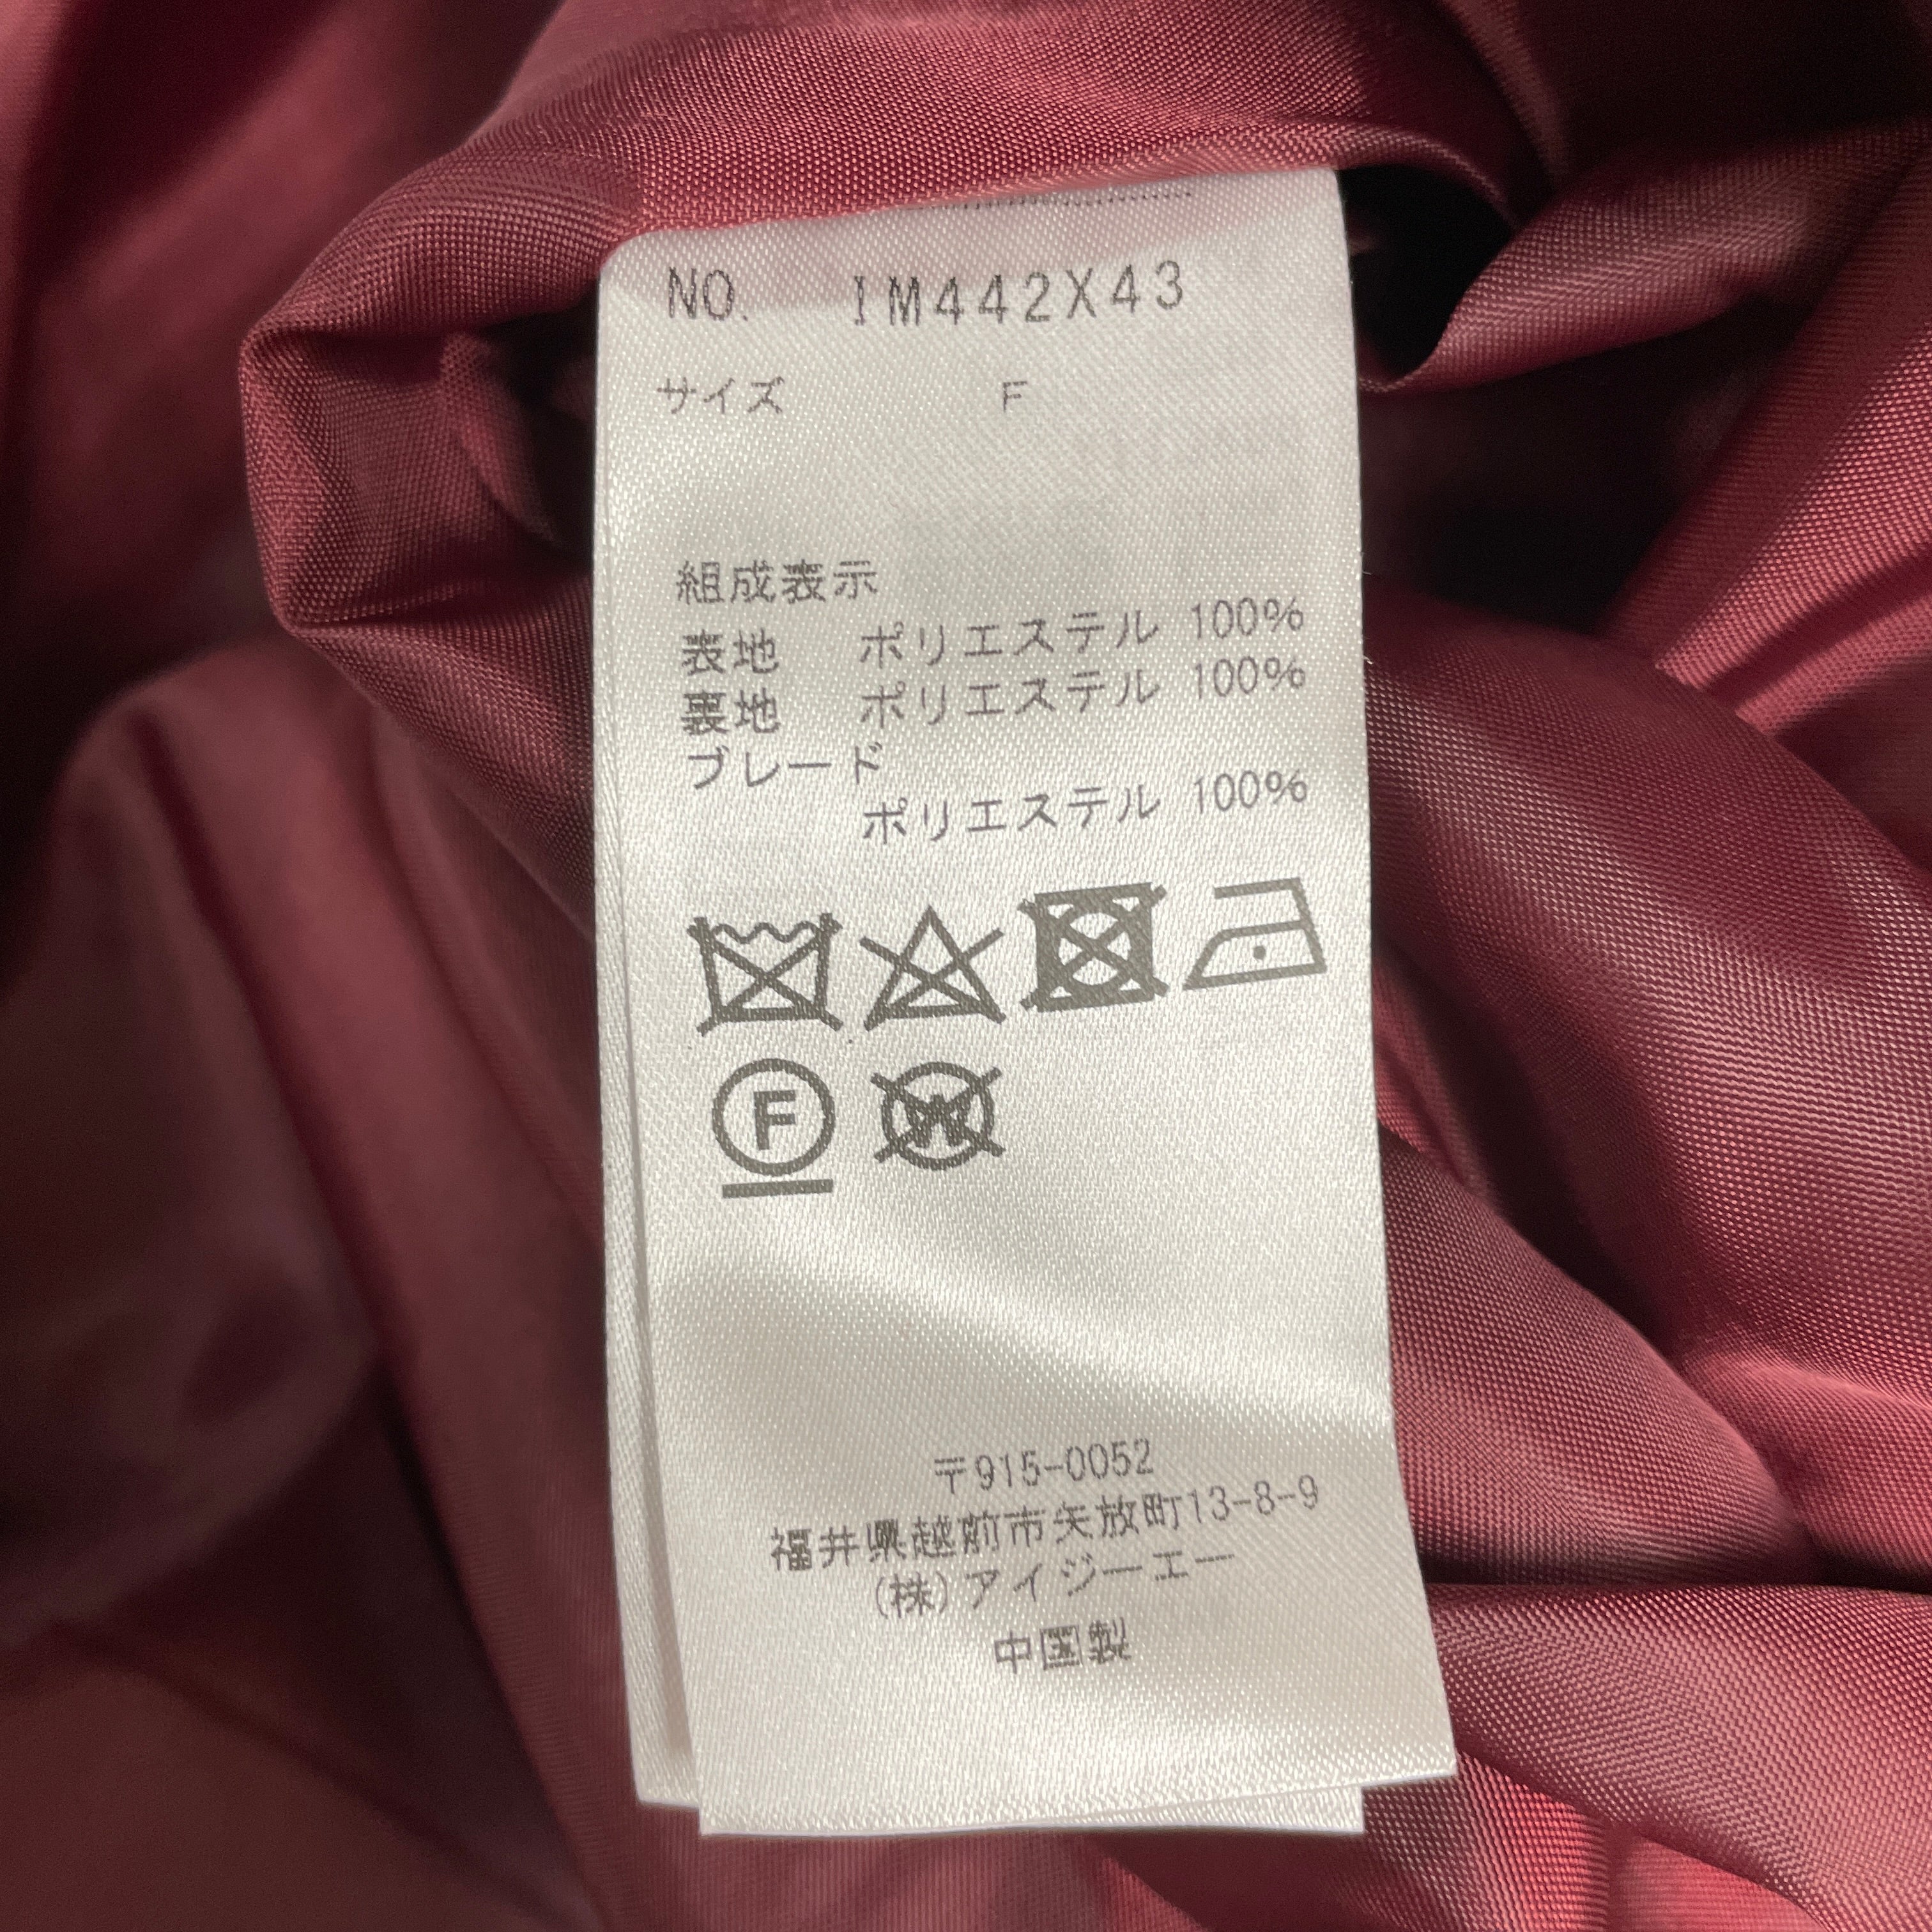 NO. IM442X43
サイズ F
組成表示
表地 ポリエステル 100%
裏地 ポリエステル 100%
ブレード
ポリエステル 100%
F
W
〒915-0052
福井県越前市矢放町13-8-9
(株)アイジーエー
中国製